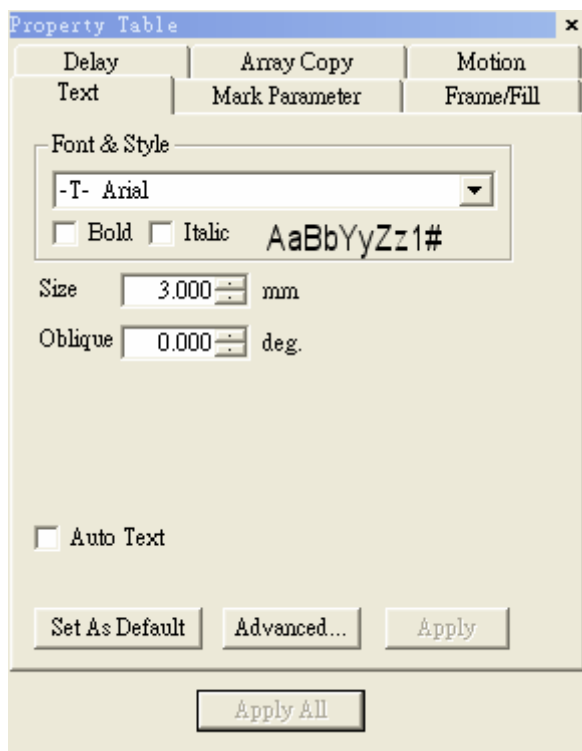 Property Table
Delay Array Copy Motion
Text Mark Parameter Frame/Fill
Font & Style
-T- Arial
Bold Italic AaBbYyZz1#
Size 3.000 mm
Oblique 0.000 deg.
Auto Text
Set As Default Advanced... Apply
Apply All